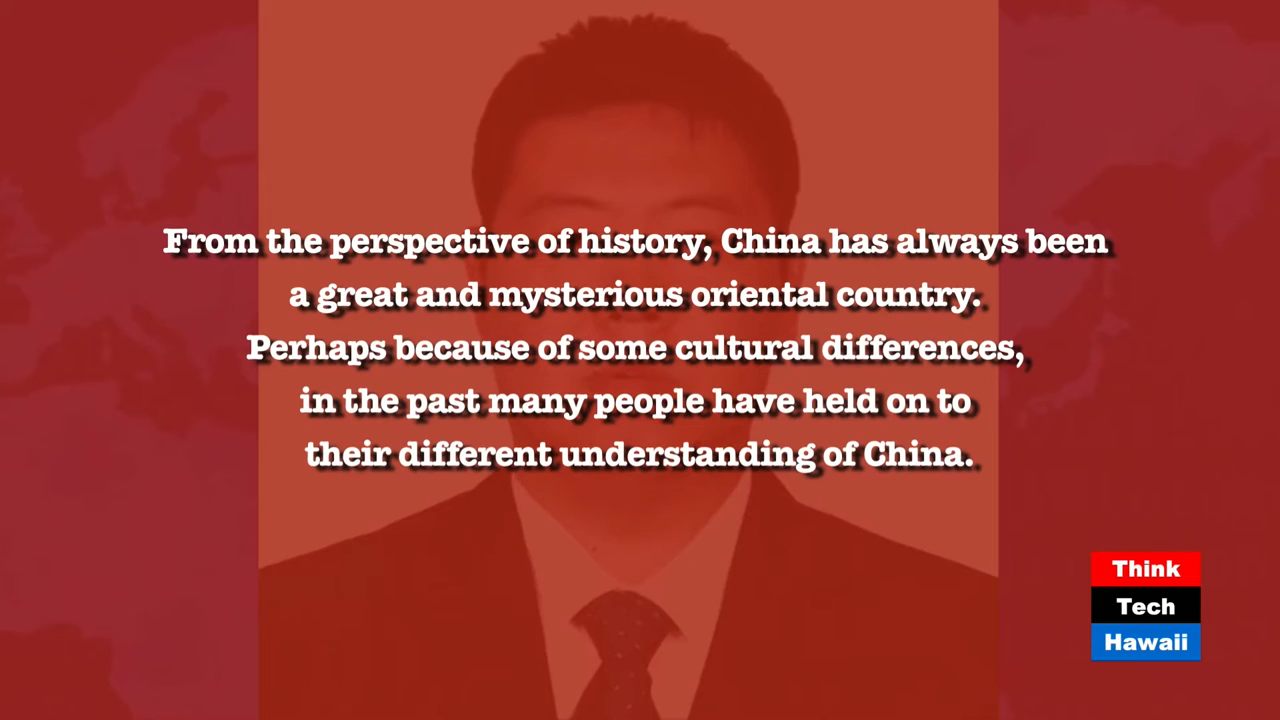 From the perspective of history, China has always been
a great and mysterious oriental country.
Perhaps because of some cultural differences,
in the past many people have held on to
their different understanding of China.
Think
Tech
Hawaii